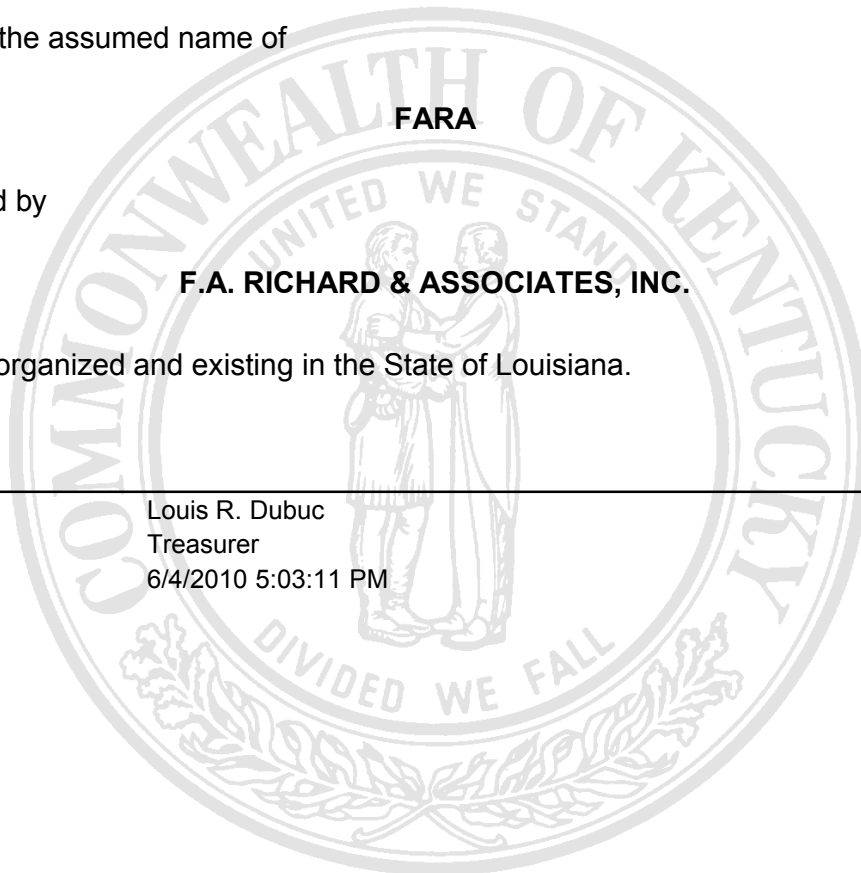 the assumed name of
FARA
d by
F.A. RICHARD & ASSOCIATES, INC.
organized and existing in the State of Louisiana.
Louis R. Dubuc
Treasurer
6/4/2010 5:03:11 PM
COMMONWEALTH OF KENTUCKY
UNITED WE STAND
DIVIDED WE FALL